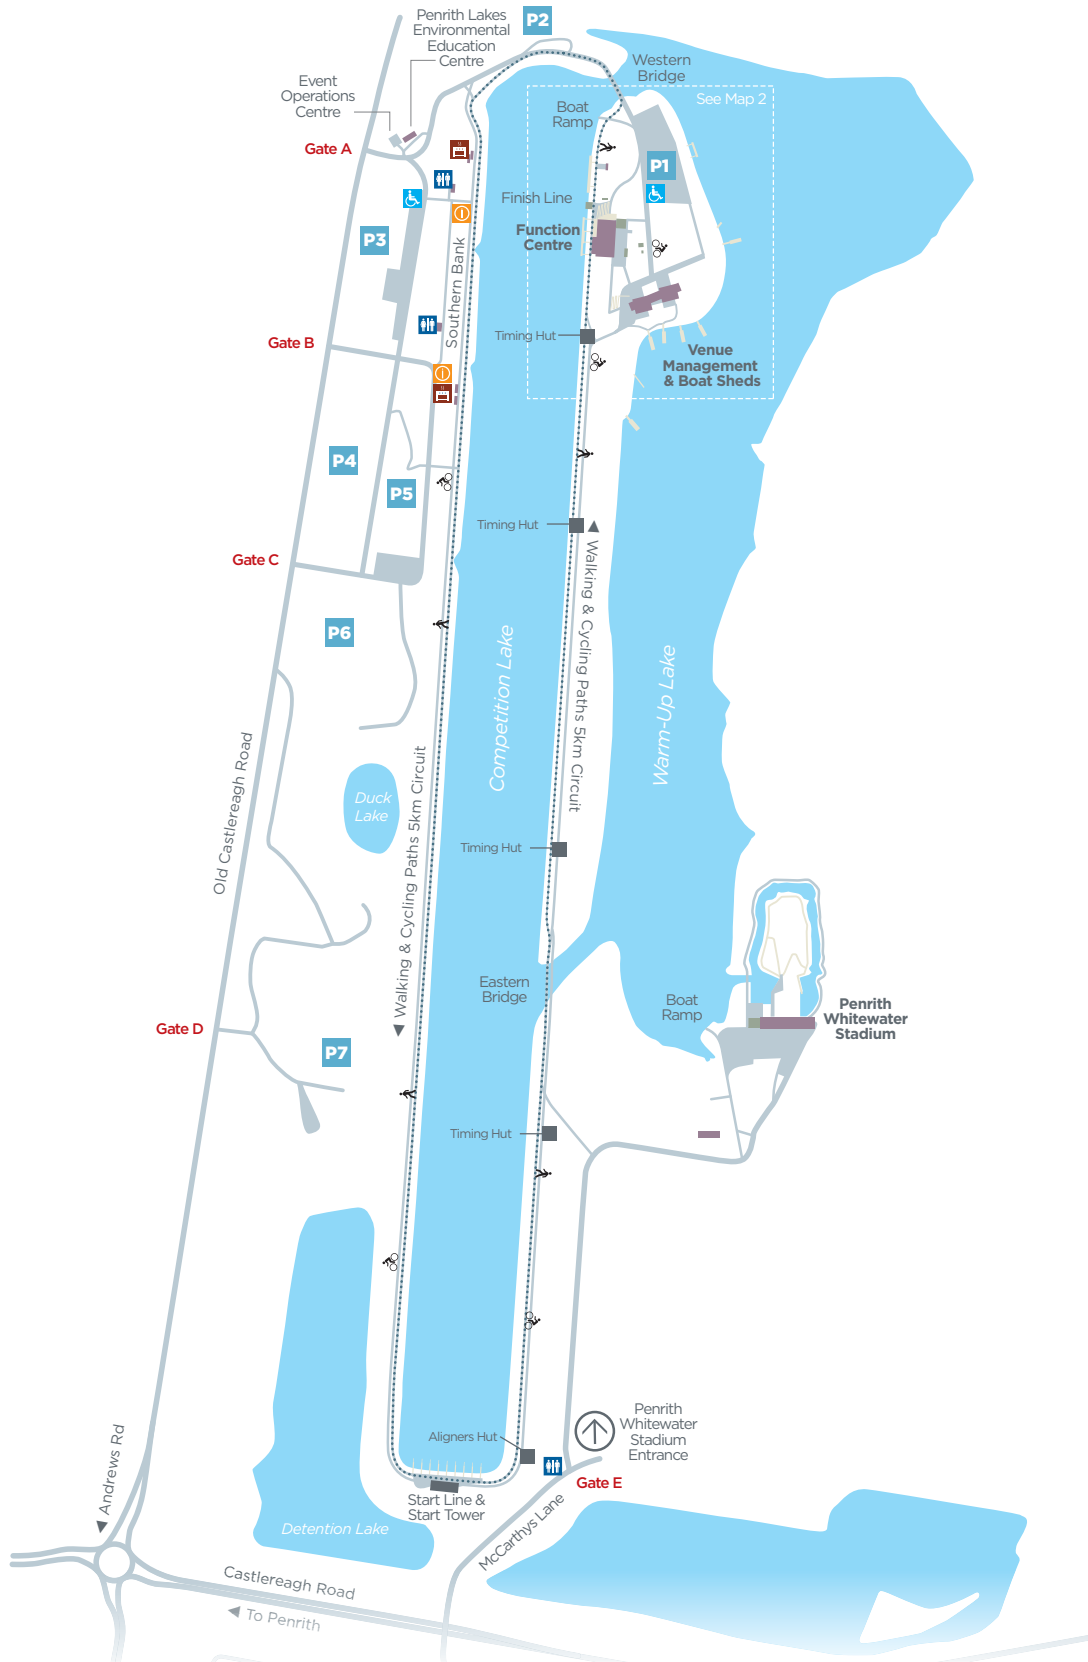 Penrith Lakes
Environmental
Education
Centre
P2
Western
Bridge
Event
Operations
Centre
See Map 2
Boat
Ramp
Gate A
P1
Finish Line
Function
Centre
P3
Southern Bank
Gate B
Timing Hut
Venue
Management
& Boat Sheds
P4
P5
Timing Hut
Gate C
Walking & Cycling Paths 5km Circuit
P6
Competition Lake
Warm-Up Lake
Old Castlereagh Road
Duck
Lake
Walking & Cycling Paths 5km Circuit
Timing Hut
Eastern
Bridge
Boat
Ramp
Penrith
Whitewater
Stadium
Gate D
P7
Timing Hut
Andrews Rd
Aligners Hut
Penrith
Whitewater
Stadium
Entrance
Gate E
Start Line &
Start Tower
Detention Lake
McCarthys Lane
Castlereagh Road
To Penrith